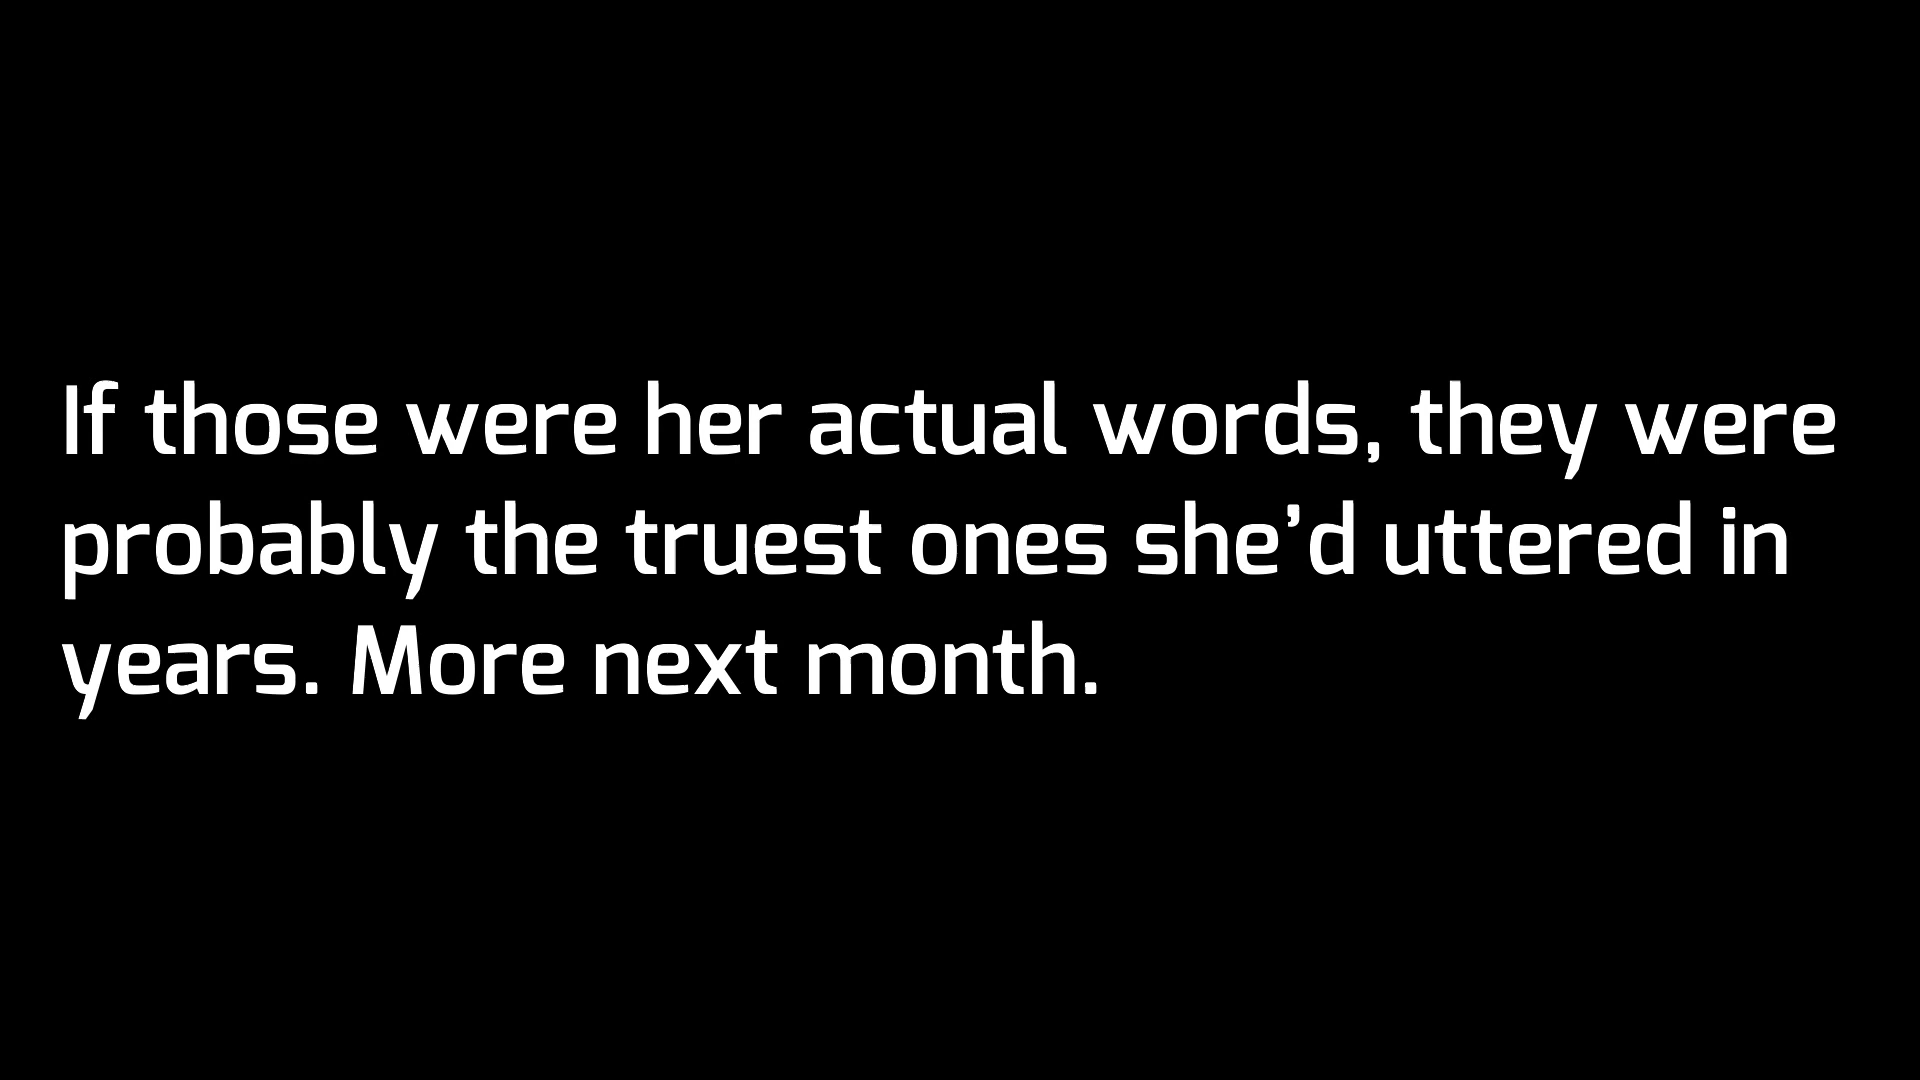 If those were her actual words, they were
probably the truest ones she’d uttered in
years. More next month.